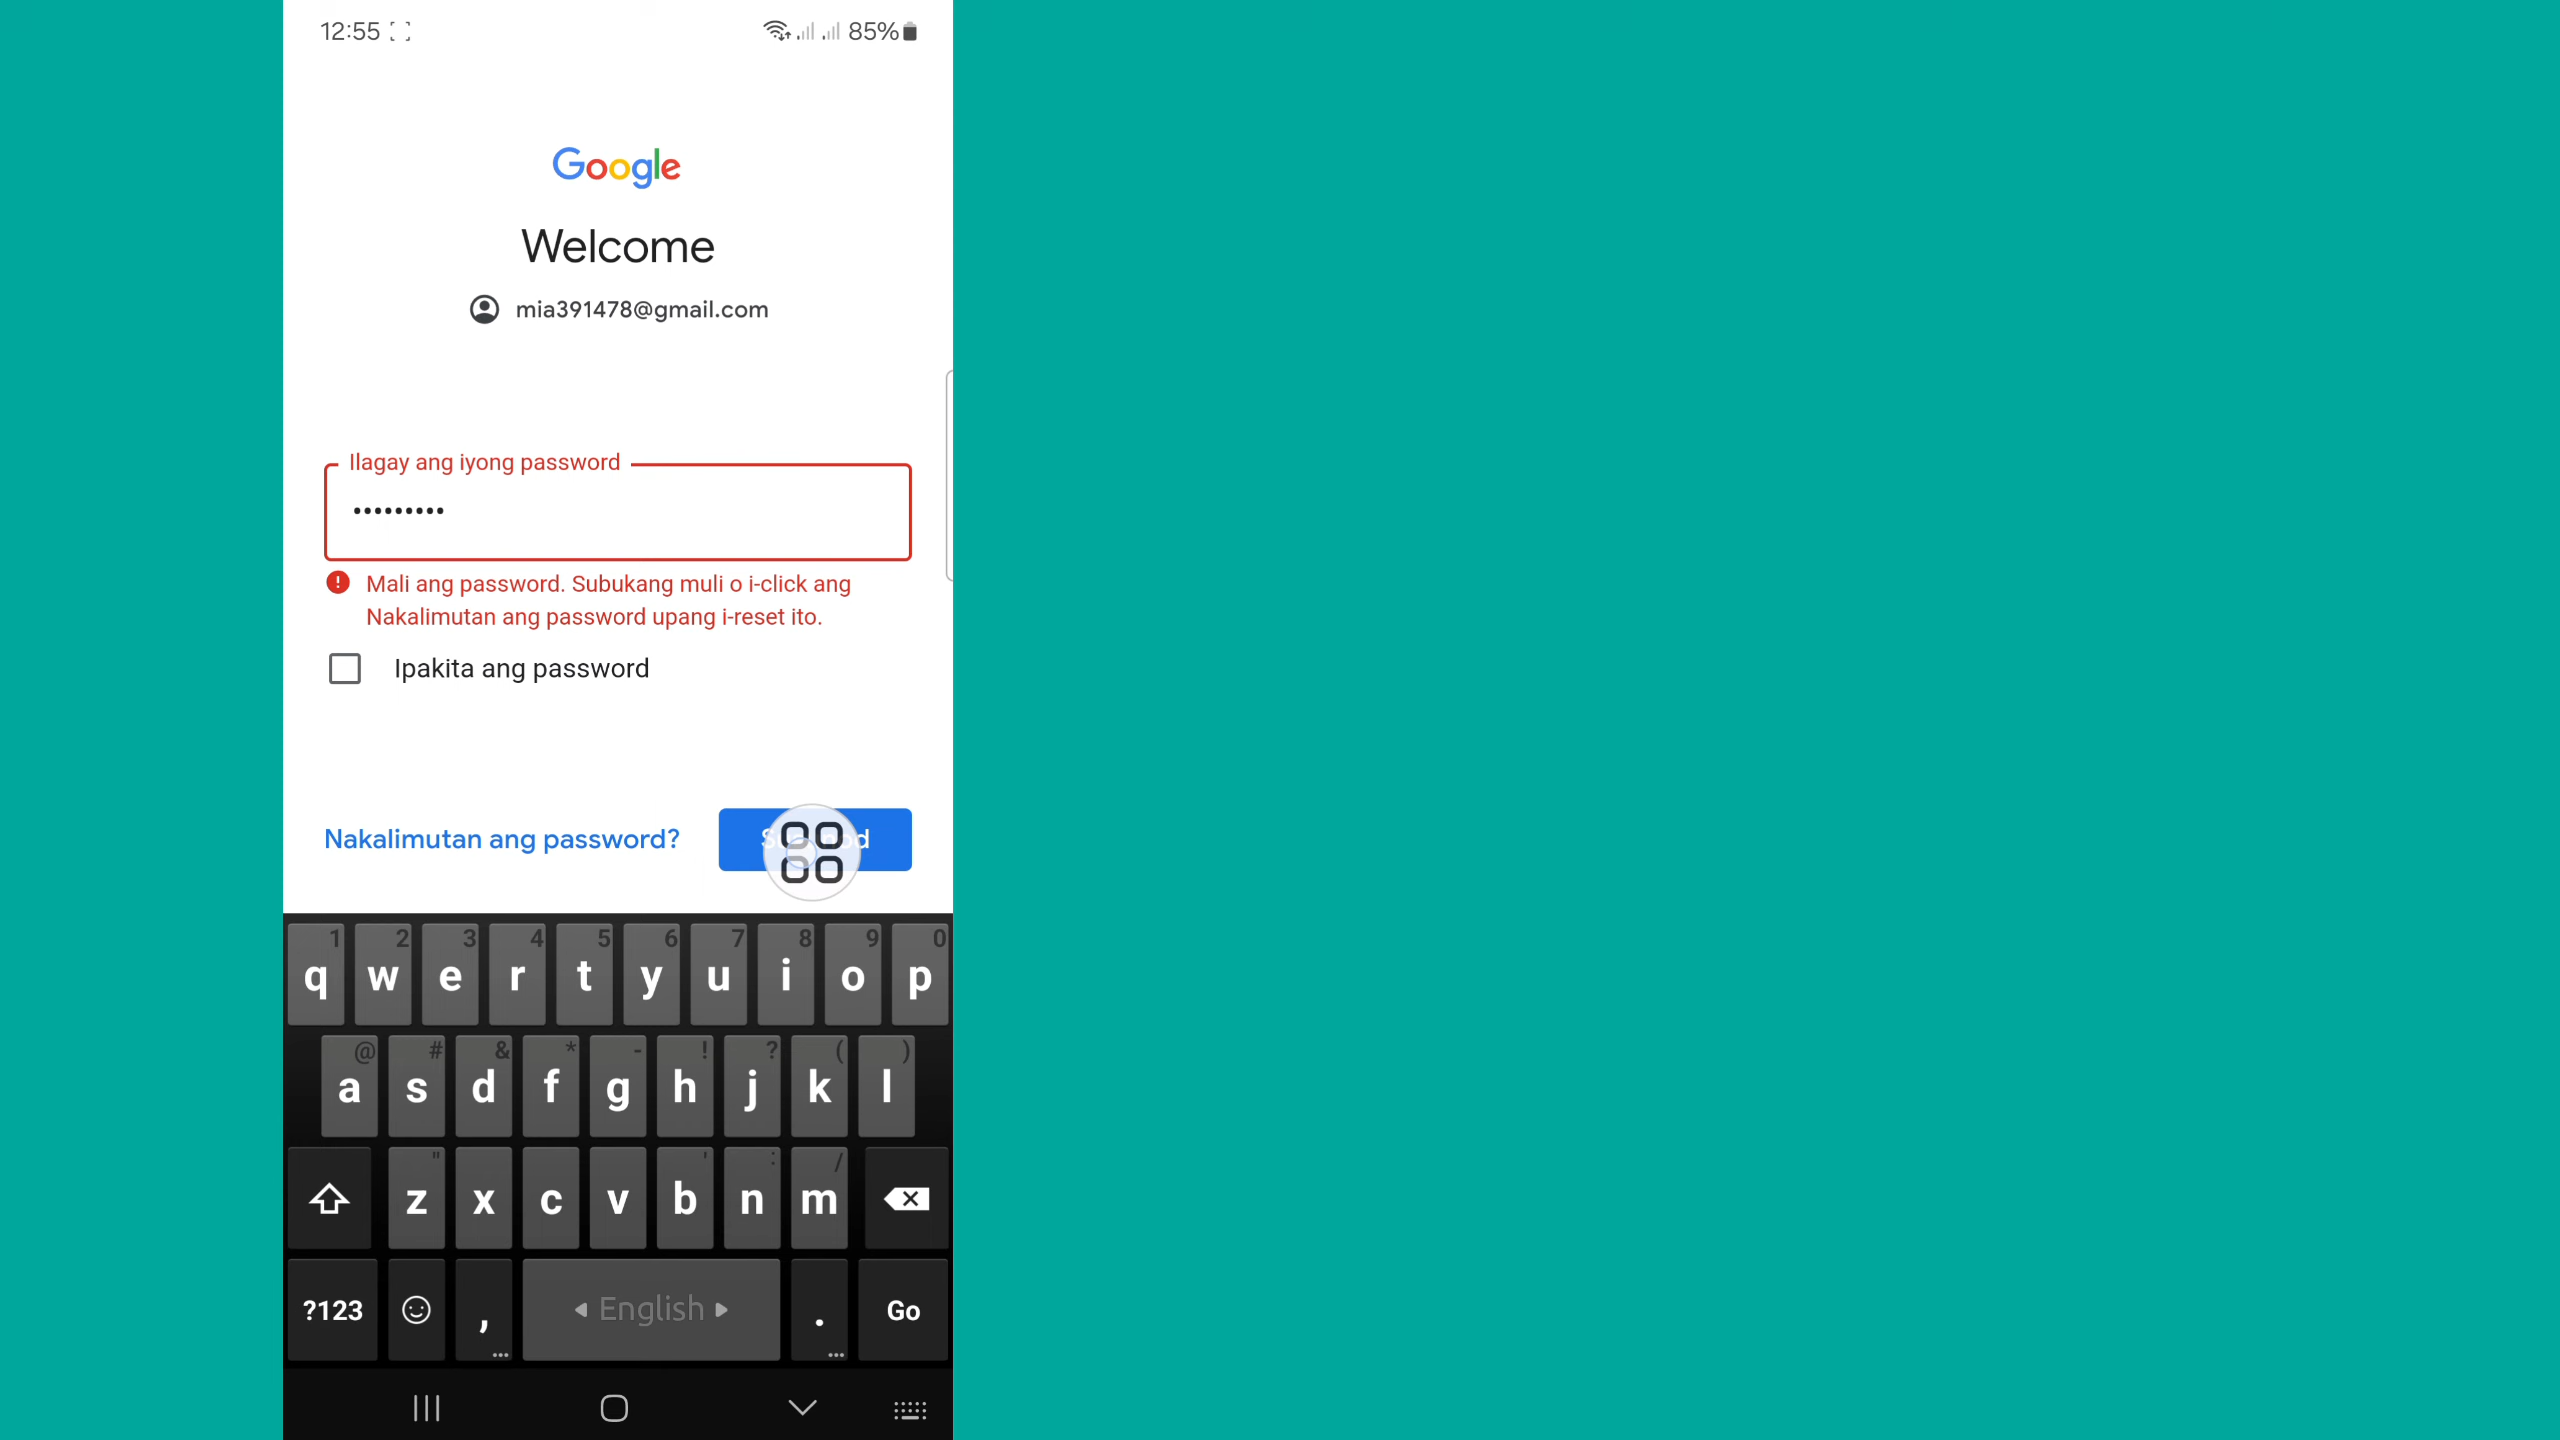 12:55 85%
Google
Welcome
mia391478@gmail.com
Ilagay ang iyong password
•••••••••
Mali ang password. Subukang muli o i-click ang
Nakalimutan ang password upang i-reset ito.
Ipakita ang password
Nakalimutan ang password?
1 2 3 4 5 6 7 8 9 0
q w e r t y u i o p
@ # & * - ! ? ( )
a s d f g h j k l
" ' : /
z x c v b n m
?123 , English . Go